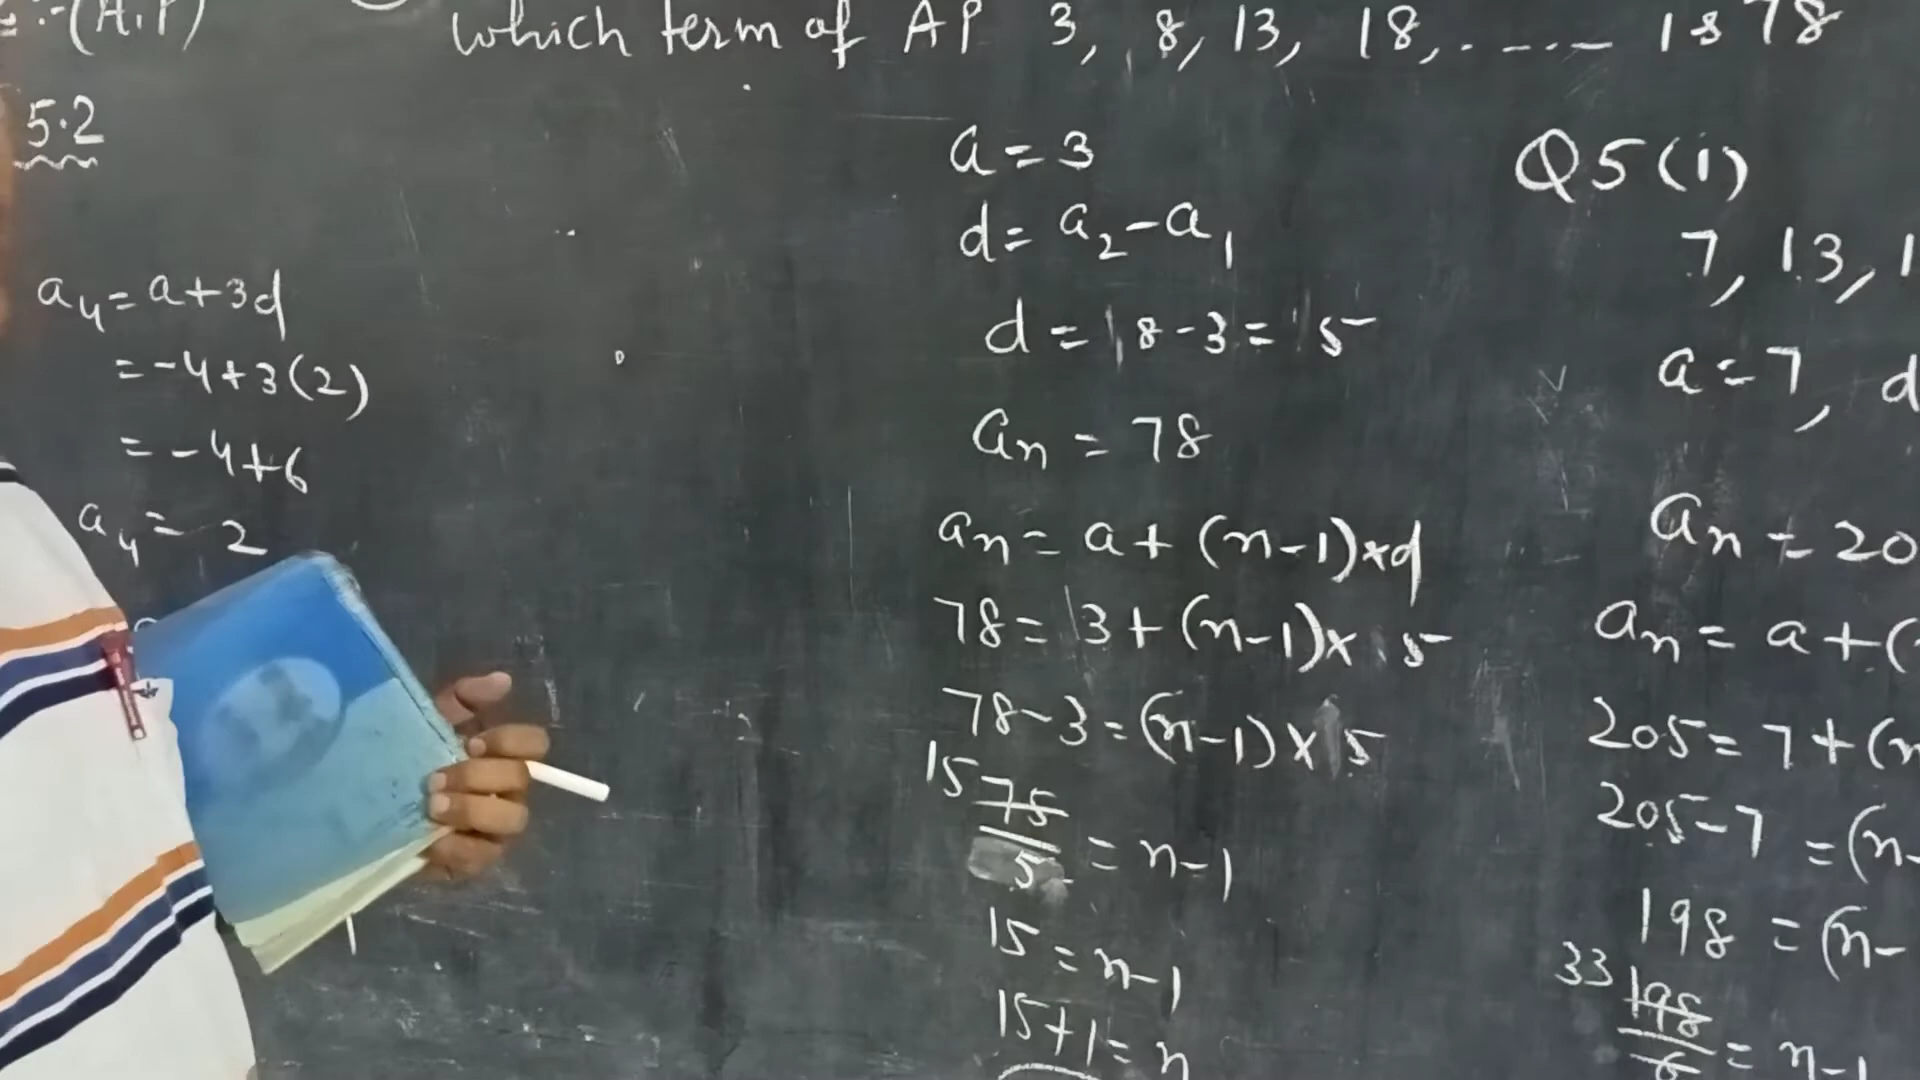 :-(A.P)
which term of AP 3, 8, 13, 18, ..... is 78
5.2
a₄ = a+3d
= -4+3(2)
= -4+6
a₄ = 2
a = 3
d = a₂-a₁
d = 8-3 = 5
aₙ = 78
aₙ = a+(n-1)×d
78 = 3+(n-1)× 5
78-3 = (n-1)× 5
15 75/5 = n-1
15 = n-1
15+1 = n
Q5(i)
7, 13, 1
a=7, d
aₙ = 20
aₙ = a+(
205 = 7+(n
205-7 = (n-
198 = (n-
33 198/6 = n-1